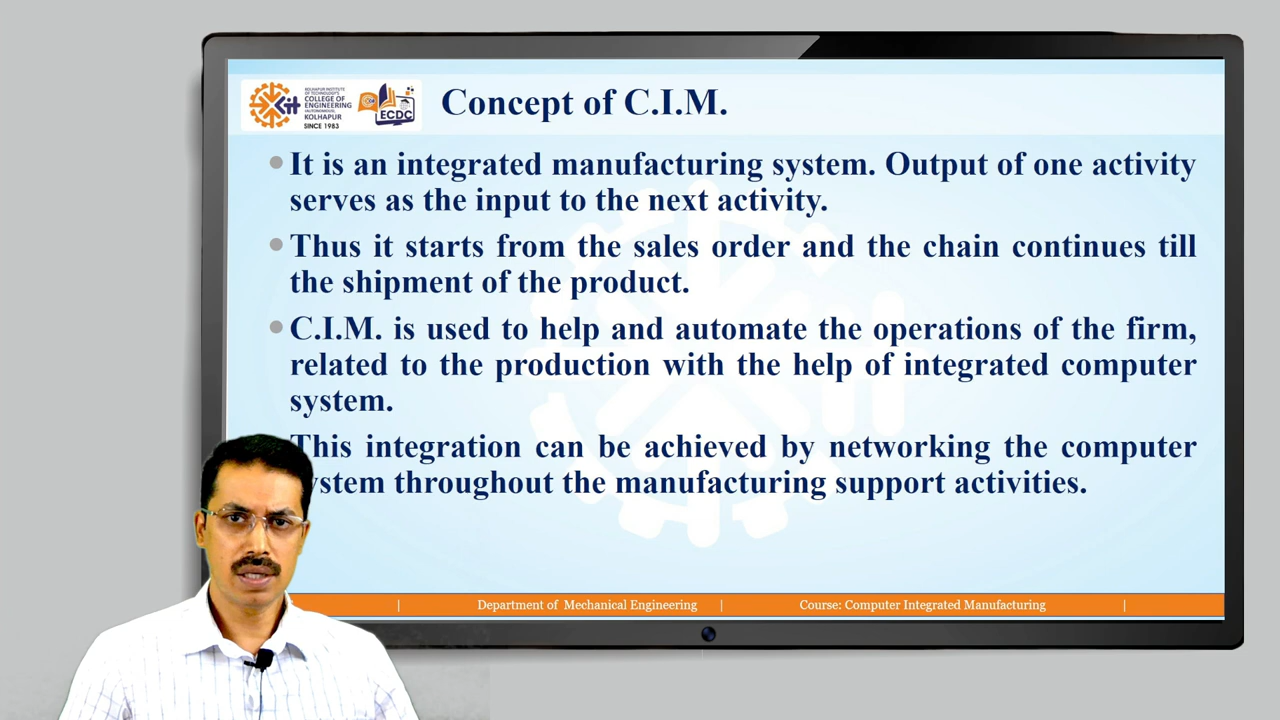 KOLHAPUR INSTITUTE
OF TECHNOLOGY'S
COLLEGE OF
ENGINEERING
(AUTONOMOUS),
KOLHAPUR
SINCE 1983
ECDC
Concept of C.I.M.
It is an integrated manufacturing system. Output of one activity
serves as the input to the next activity.
Thus it starts from the sales order and the chain continues till
the shipment of the product.
C.I.M. is used to help and automate the operations of the firm,
related to the production with the help of integrated computer
system.
This integration can be achieved by networking the computer
ystem throughout the manufacturing support activities.
| Department of Mechanical Engineering | Course: Computer Integrated Manufacturing |